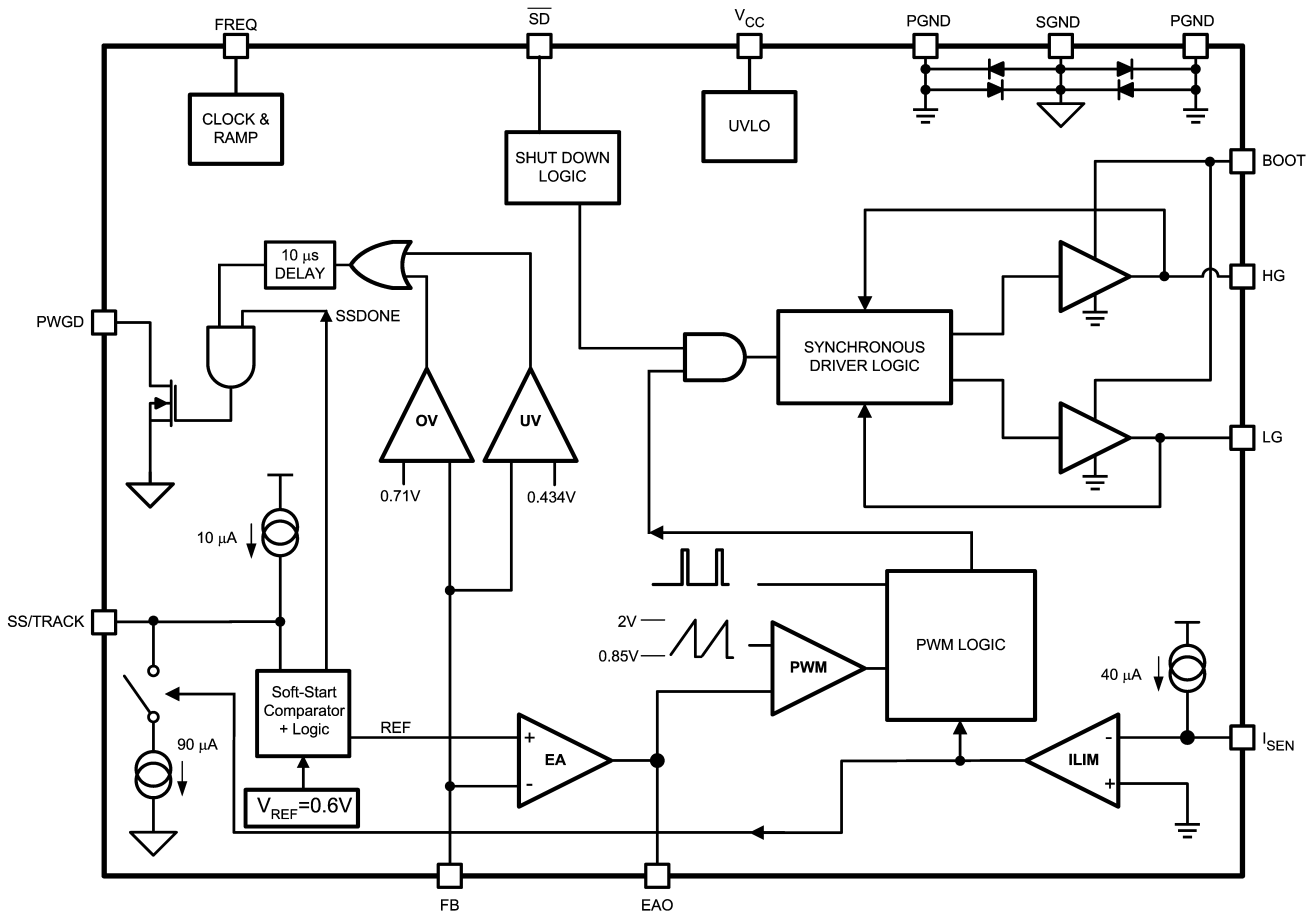 FREQ
SD
VCC
PGND
SGND
PGND
CLOCK &
RAMP
UVLO
SHUT DOWN
LOGIC
BOOT
10 μs
DELAY
HG
PWGD
SSDONE
SYNCHRONOUS
DRIVER LOGIC
OV
UV
LG
0.71V
0.434V
10 μA
SS/TRACK
2V
0.85V
PWM
PWM LOGIC
40 μA
Soft-Start
Comparator
+ Logic
REF
90 μA
+
-
EA
-
+
ILIM
ISEN
VREF=0.6V
FB
EAO